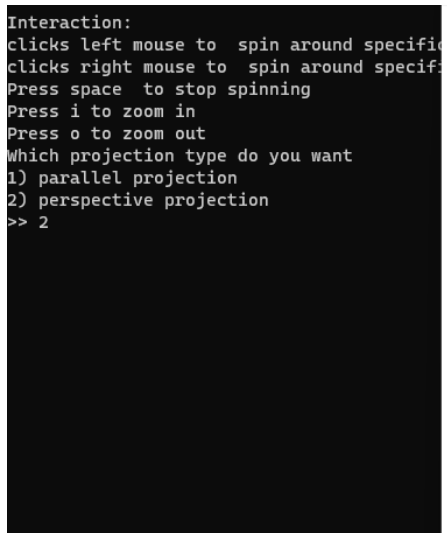 Interaction:
clicks left mouse to  spin around specific
clicks right mouse to  spin around specif
Press space  to stop spinning
Press i to zoom in
Press o to zoom out
Which projection type do you want
1) parallel projection
2) perspective projection
>> 2